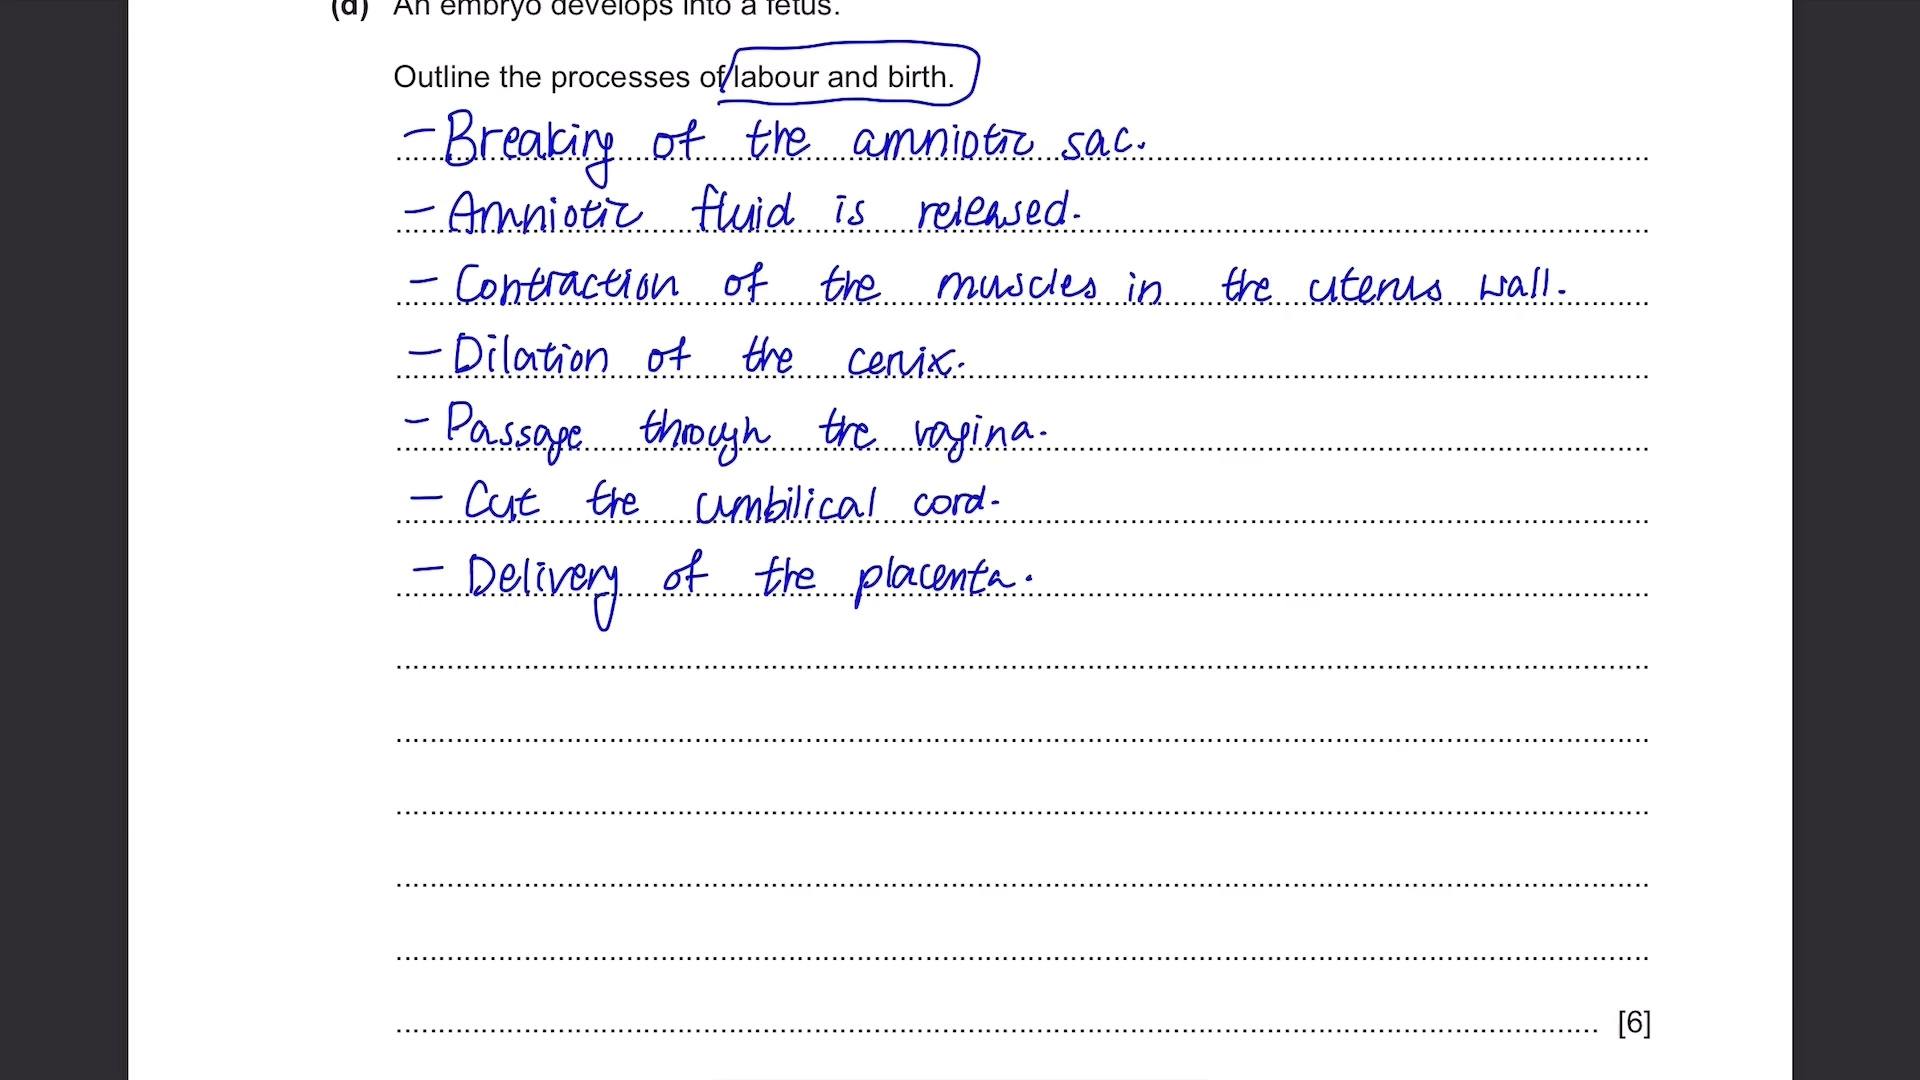 (d) An embryo develops into a fetus.
Outline the processes of labour and birth.
- Breaking of the amniotic sac.
- Amniotic fluid is released.
- Contraction of the muscles in the uterus wall.
- Dilation of the cervix.
- Passage through the vagina.
- Cut the umbilical cord.
- Delivery of the placenta.
[6]